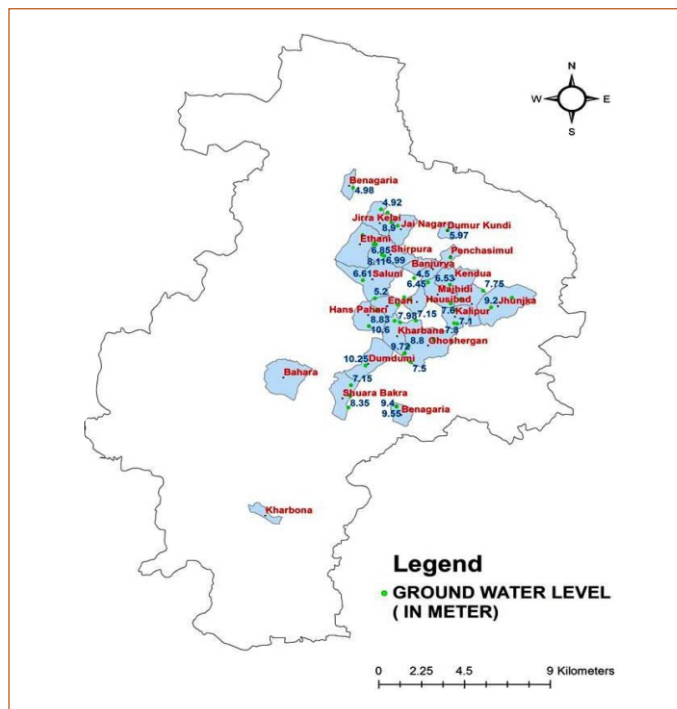 N
W E
S
Benagaria
4.98
4.92
Jirra Kelai
8.9
Jai Nagar
Dumur Kundi
5.97
Ethani
6.85
Shirpura
8.11
6.99
Penchasimul
Banjurya
6.61
Saluni
4.5
6.45
6.53
Kendua
7.75
5.2
Majhidi
Enari
Hausibad
9.2
Jhunjka
Hans Pahari
7.98
7.15
7.6
Kalipur
8.83
7.1
10.6
Kharbana
7.3
9.72
8.8
Ghoshergan
10.25
Dumdumi
7.5
Bahara
7.15
Shuara Bakra
8.35
9.4
9.55
Benagaria
Kharbona
Legend
GROUND WATER LEVEL
( IN METER)
0 2.25 4.5 9 Kilometers